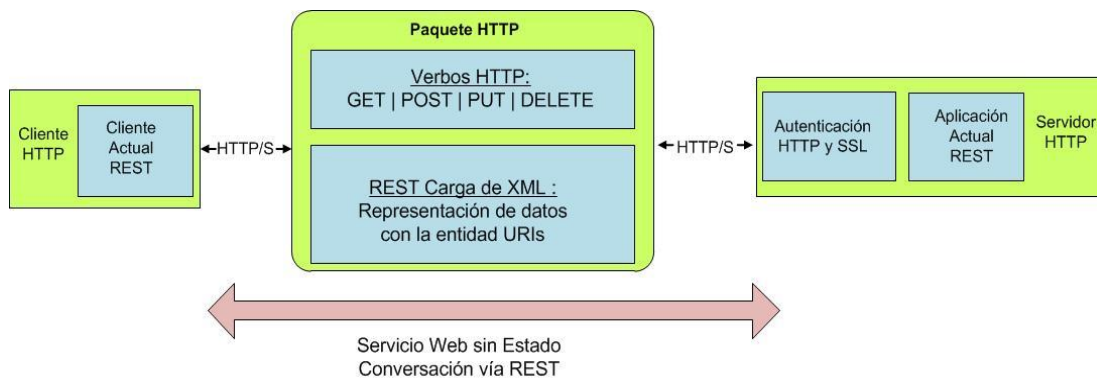 Paquete HTTP
Verbos HTTP:
GET | POST | PUT | DELETE
Cliente
HTTP
Cliente
Actual
REST
HTTP/S
REST Carga de XML :
Representación de datos
con la entidad URIs
HTTP/S
Autenticación
HTTP y SSL
Aplicación
Actual
REST
Servidor
HTTP
Servicio Web sin Estado
Conversación vía REST